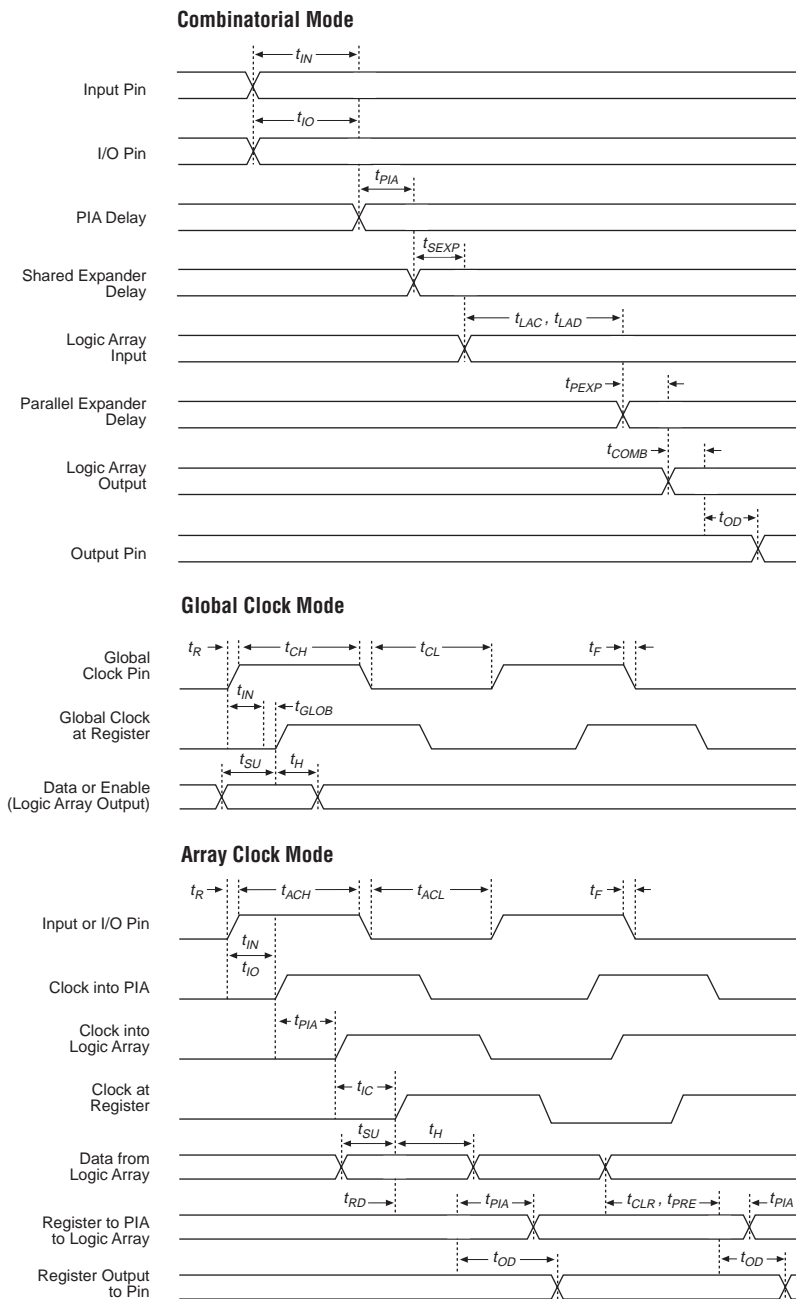 Combinatorial Mode
tIN
Input Pin
tIO
I/O Pin
tPIA
PIA Delay
tSEXP
Shared Expander
Delay
tLAC , tLAD
Logic Array
Input
tPEXP
Parallel Expander
Delay
tCOMB
Logic Array
Output
tOD
Output Pin
Global Clock Mode
tR tCH tCL tF
Global
Clock Pin
tIN tGLOB
Global Clock
at Register
tSU tH
Data or Enable
(Logic Array Output)
Array Clock Mode
tR tACH tACL tF
Input or I/O Pin
tIN
tIO
Clock into PIA
tPIA
Clock into
Logic Array
tIC
Clock at
Register
tSU tH
Data from
Logic Array
tRD tPIA tCLR , tPRE tPIA
Register to PIA
to Logic Array
tOD tOD
Register Output
to Pin